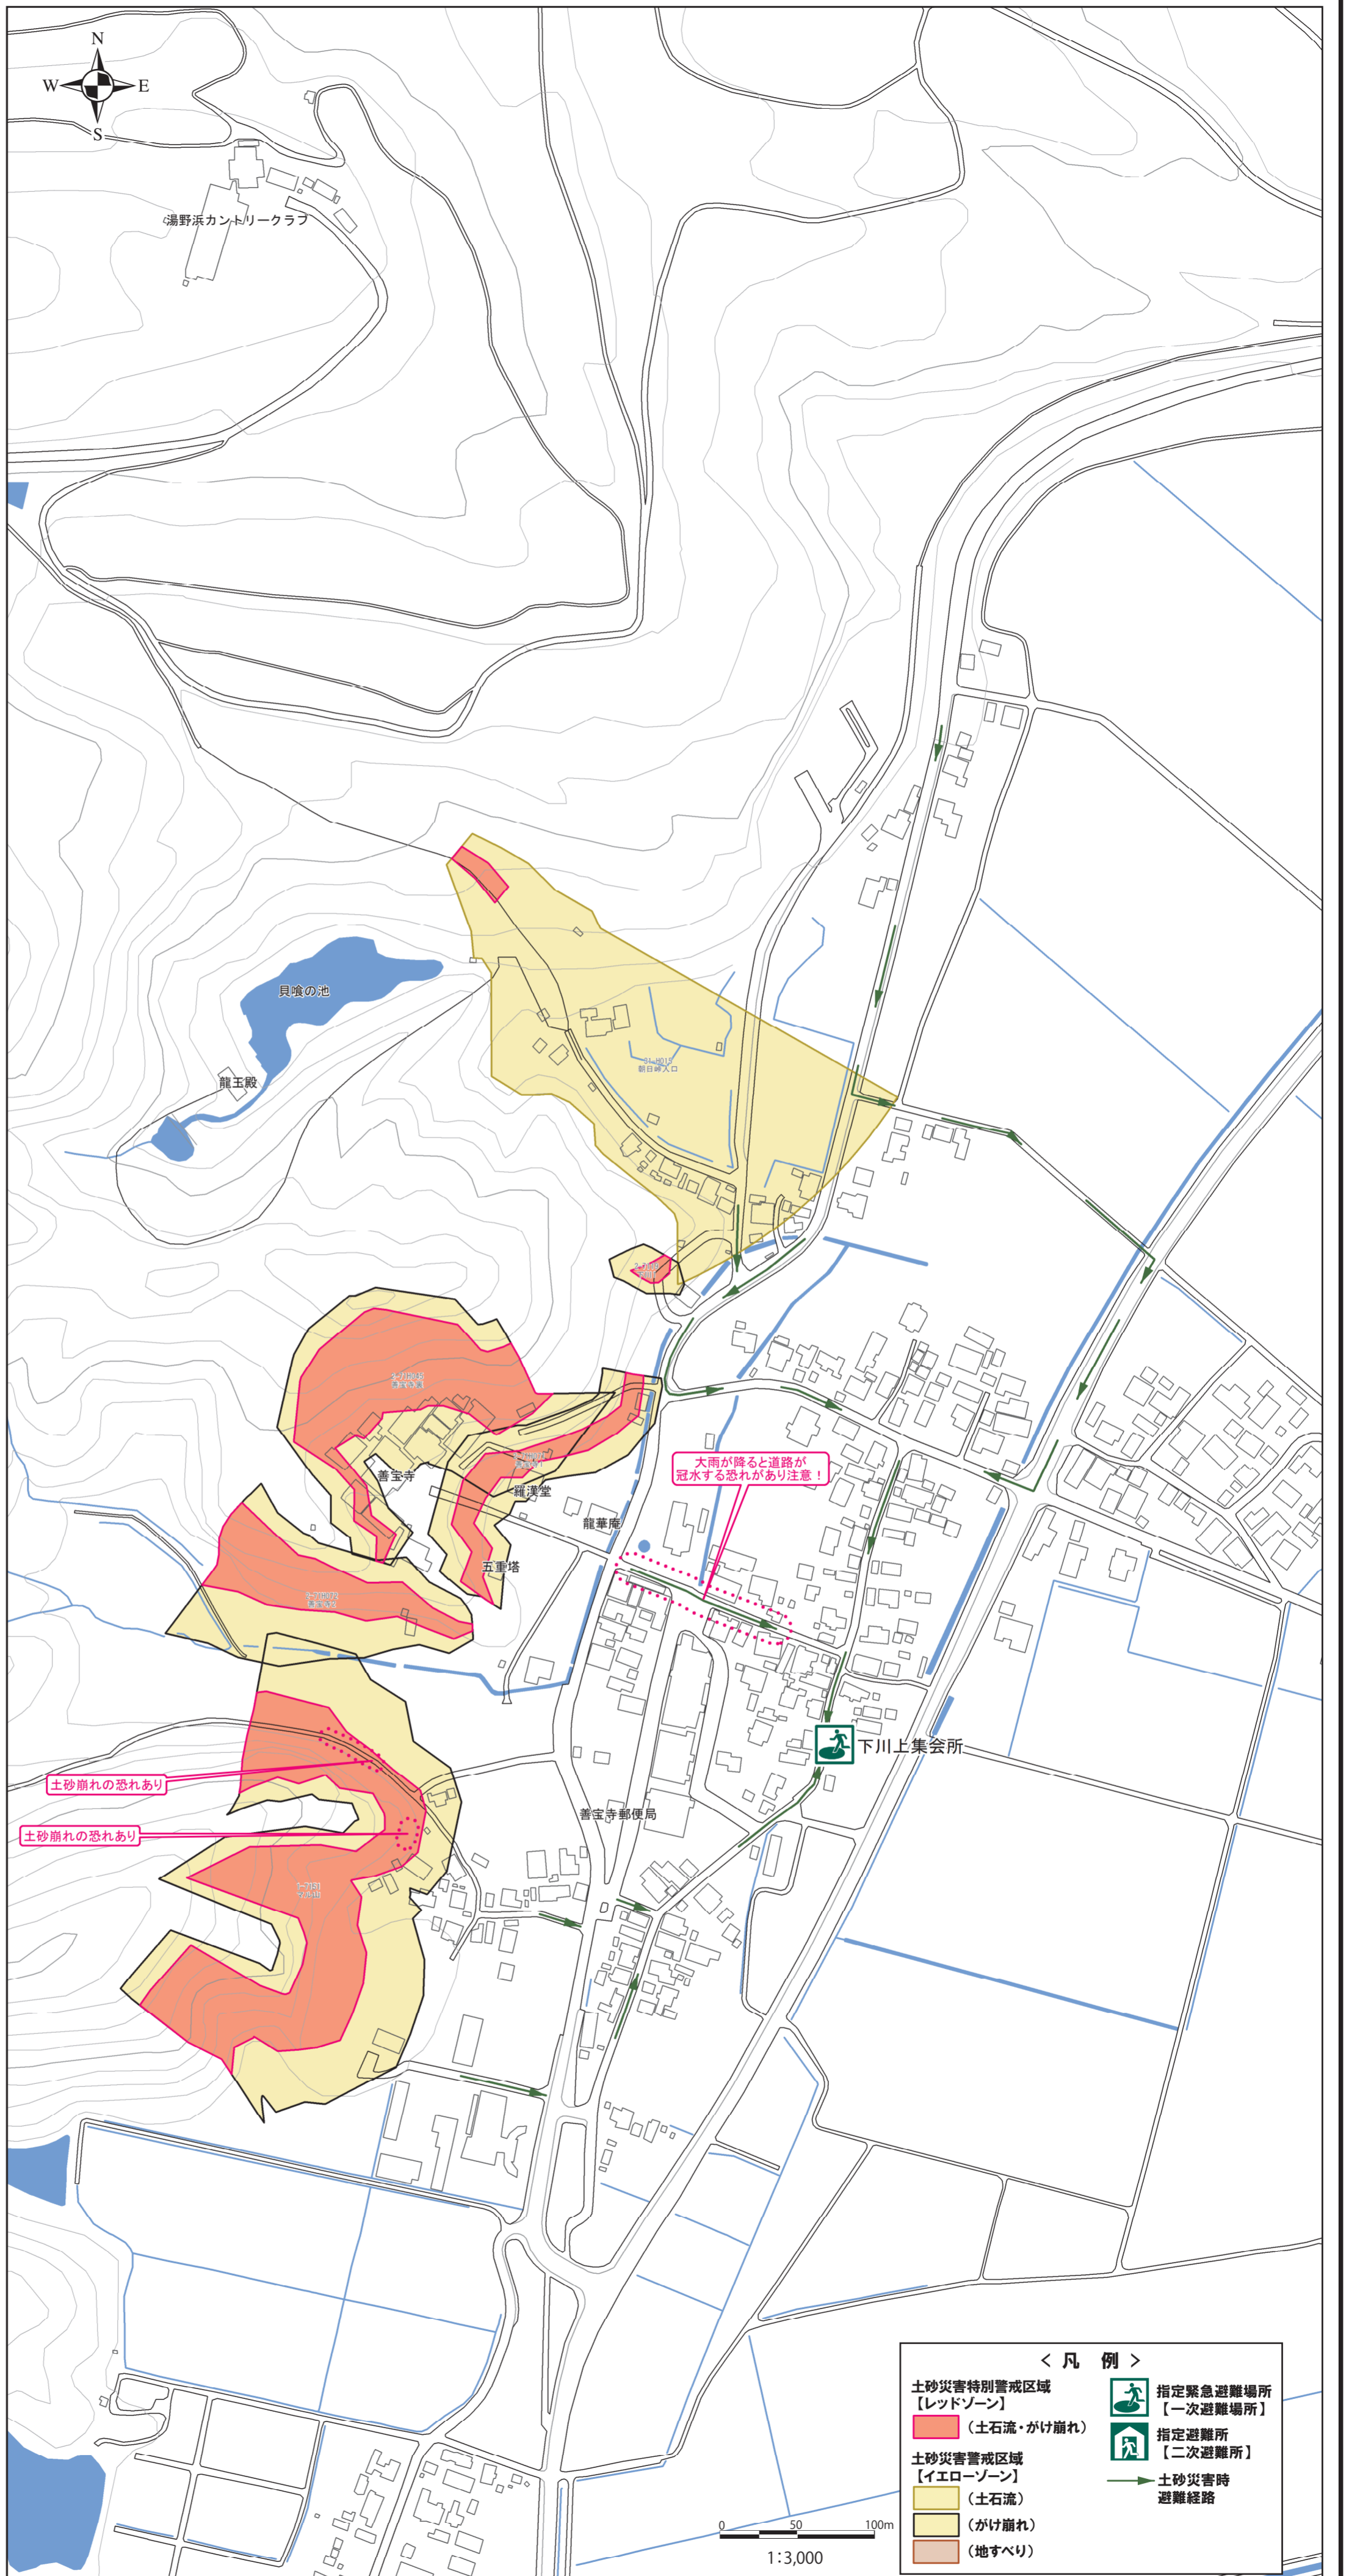 N
W
E
S
湯野浜カントリークラブ
貝喰の池
龍王殿
朝日峠入口
善宝寺
羅漢堂
龍華庵
五重塔
大雨が降ると道路が
冠水する恐れがあり注意！
土砂崩れの恐れあり
土砂崩れの恐れあり
下川上集会所
善宝寺郵便局
＜ 凡　例 ＞
土砂災害特別警戒区域
【レッドゾーン】
（土石流・がけ崩れ）
土砂災害警戒区域
【イエローゾーン】
（土石流）
（がけ崩れ）
（地すべり）
指定緊急避難場所
【一次避難場所】
指定避難所
【二次避難所】
土砂災害時
避難経路
0 50 100m
1:3,000